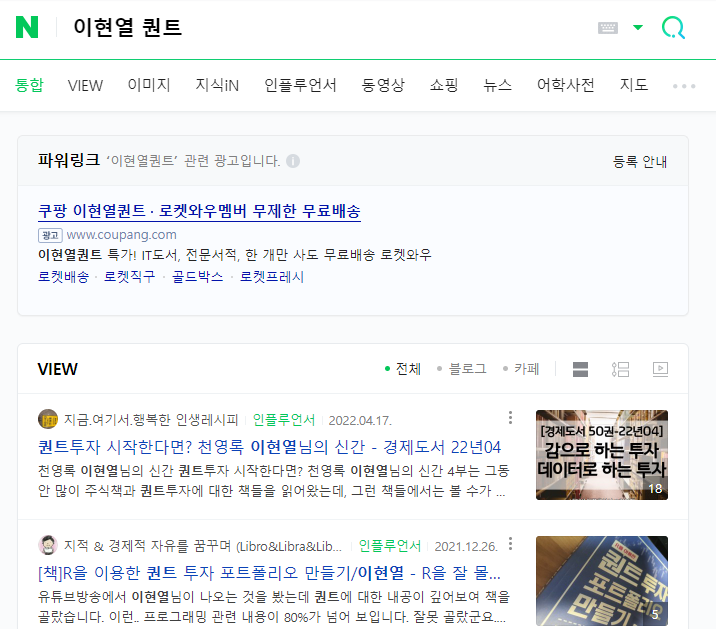 N 이현열 퀀트
통합 VIEW 이미지 지식iN 인플루언서 동영상 쇼핑 뉴스 어학사전 지도
파워링크 '이현열퀀트' 관련 광고입니다. 등록 안내
쿠팡 이현열퀀트 · 로켓와우멤버 무제한 무료배송
광고 www.coupang.com
이현열퀀트 특가! IT도서, 전문서적, 한 개만 사도 무료배송 로켓와우
로켓배송 · 로켓직구 · 골드박스 · 로켓프레시
VIEW • 전체 • 블로그 • 카페
지금.여기서.행복한 인생레시피 인플루언서 2022.04.17.
퀀트투자 시작한다면? 천영록 이현열님의 신간 - 경제도서 22년04
천영록 이현열님의 신간 퀀트투자 시작한다면? 천영록 이현열님의 신간 4부는 그동
안 많이 주식책과 퀀트투자에 대한 책들을 읽어왔는데, 그런 책들에서는 볼 수가 ...
[경제도서 50권-22년04]
감으로 하는 투자
데이터로 하는 투자
18
지적 & 경제적 자유를 꿈꾸며 (Libro&Libra&Lib... 인플루언서 2021.12.26.
[책]R을 이용한 퀀트 투자 포트폴리오 만들기/이현열 - R을 잘 몰...
유튜브방송에서 이현열님이 나오는 것을 봤는데 퀀트에 대한 내공이 깊어보여 책을
골랐습니다. 이런.. 프로그래밍 관련 내용이 80%가 넘어 보입니다. 잘못 골랐군요....
퀀트 투자
포트폴리오
만들기
5